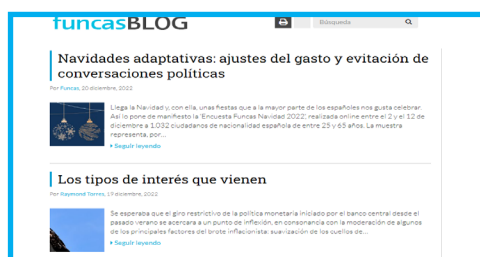 funcasBLOG
Búsqueda
Navidades adaptativas: ajustes del gasto y evitación de
conversaciones políticas
Por Funcas, 20 diciembre, 2022
Llega la Navidad y, con ella, unas fiestas que a la mayor parte de los españoles nos gusta celebrar.
Así lo pone de manifiesto la 'Encuesta Funcas Navidad 2022', realizada online entre el 2 y el 12 de
diciembre a 1.032 ciudadanos de nacionalidad española de entre 25 y 65 años. La muestra
representa, por...
Seguir leyendo
Los tipos de interés que vienen
Por Raymond Torres, 19 diciembre, 2022
Se esperaba que el giro restrictivo de la política monetaria iniciado por el banco central desde el
pasado verano se acercara a un punto de inflexión, en consonancia con la moderación de algunos
de los principales factores del brote inflacionista: suavización de los cuellos de...
Seguir leyendo